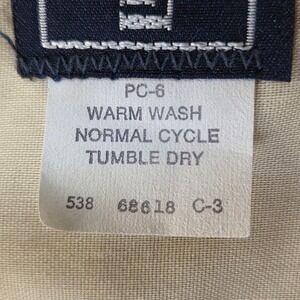 PC-6
WARM WASH
NORMAL CYCLE
TUMBLE DRY
538 68618 C-3